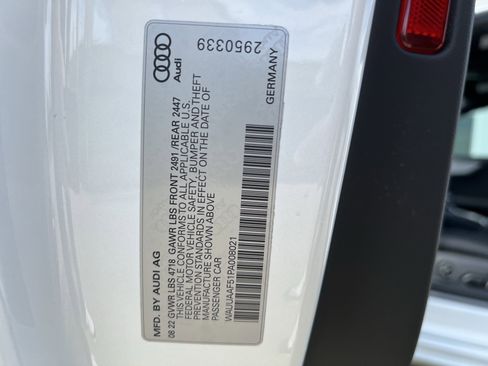 MFD. BY AUDI AG
08.22 GVWR LBS 4718 GAWR LBS FRONT 2491 /REAR 2447
THIS VEHICLE CONFORMS TO ALL APPLICABLE U.S.
FEDERAL MOTOR VEHICLE SAFETY, BUMPER AND THEFT
PREVENTION STANDARDS IN EFFECT ON THE DATE OF
MANUFACTURE SHOWN ABOVE
PASSENGER CAR
WAUUAAF51PA008021
Audi
2950339
GERMANY